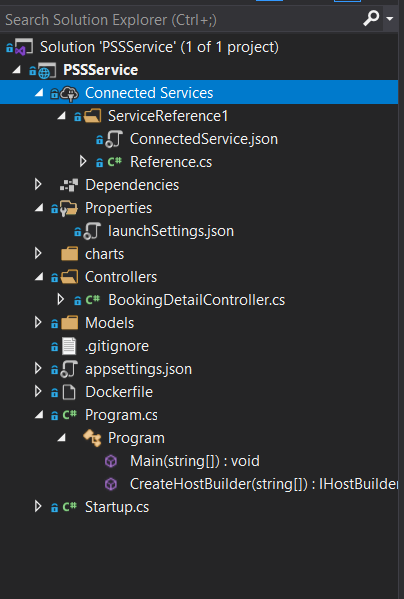 Search Solution Explorer (Ctrl+;)
Solution 'PSSService' (1 of 1 project)
PSSService
Connected Services
ServiceReference1
ConnectedService.json
C# Reference.cs
Dependencies
Properties
launchSettings.json
charts
Controllers
C# BookingDetailController.cs
Models
.gitignore
appsettings.json
Dockerfile
C# Program.cs
Program
Main(string[]) : void
CreateHostBuilder(string[]) : IHostBuilder
C# Startup.cs